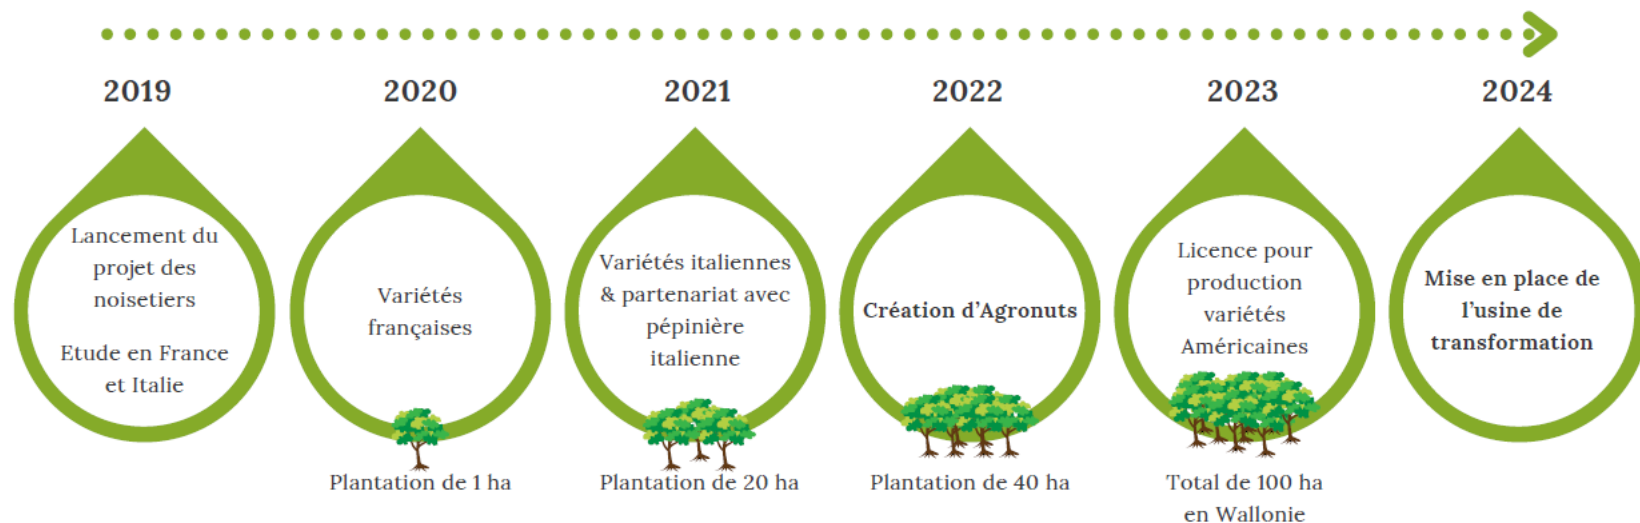 2019
Lancement du
projet des
noisetiers
Etude en France
et Italie
2020
Variétés
françaises
Plantation de 1 ha
2021
Variétés italiennes
& partenariat avec
pépinière
italienne
Plantation de 20 ha
2022
Création d’Agronuts
Plantation de 40 ha
2023
Licence pour
production
variétés
Américaines
Total de 100 ha
en Wallonie
2024
Mise en place de
l’usine de
transformation